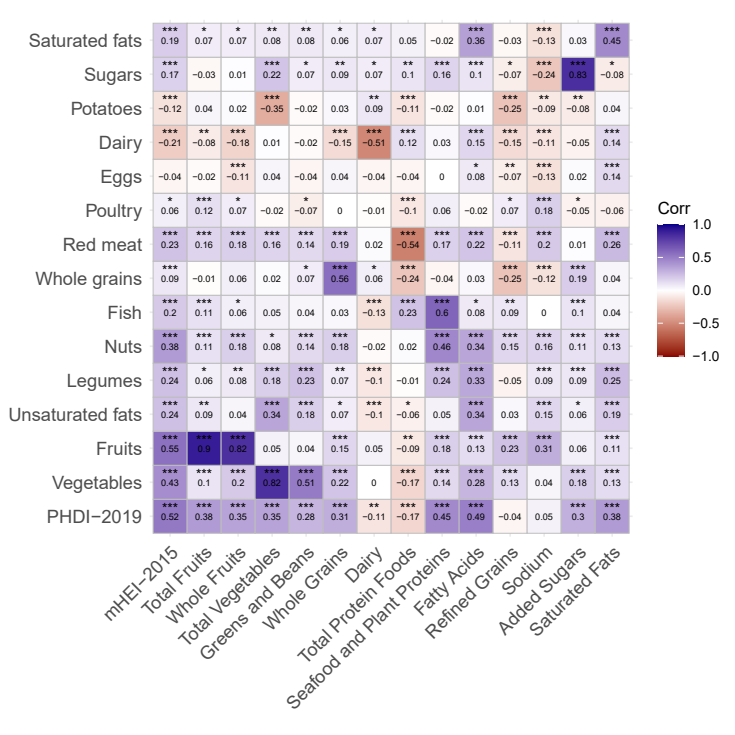 Saturated fats *** 0.19 * 0.07 * 0.07 ** 0.08 ** 0.08 * 0.06 * 0.07 0.05 −0.02 *** 0.36 −0.03 *** −0.13 0.03 *** 0.45
Sugars *** 0.17 −0.03 0.01 *** 0.22 * 0.07 ** 0.09 * 0.07 ** 0.1 *** 0.16 *** 0.1 * −0.07 *** −0.24 *** 0.83 * −0.08
Potatoes *** −0.12 0.04 0.02 *** −0.35 −0.02 0.03 ** 0.09 *** −0.11 −0.02 0.01 *** −0.25 ** −0.09 ** −0.08 0.04
Dairy *** −0.21 ** −0.08 *** −0.18 0.01 −0.02 *** −0.15 *** −0.51 *** 0.12 0.03 *** 0.15 *** −0.15 *** −0.11 −0.05 *** 0.14
Eggs −0.04 −0.02 *** −0.11 0.04 −0.04 0.04 −0.04 −0.04 0 * 0.08 ** −0.07 *** −0.13 0.02 *** 0.14
Poultry * 0.06 *** 0.12 * 0.07 −0.02 * −0.07 0 −0.01 *** −0.1 0.06 −0.02 * 0.07 *** 0.18 * −0.05 −0.06
Red meat *** 0.23 *** 0.16 *** 0.18 *** 0.16 *** 0.14 *** 0.19 0.02 *** −0.54 *** 0.17 *** 0.22 *** −0.11 *** 0.2 0.01 *** 0.26
Whole grains *** 0.09 −0.01 0.06 0.02 * 0.07 *** 0.56 * 0.06 *** −0.24 −0.04 0.03 *** −0.25 *** −0.12 *** 0.19 0.04
Fish *** 0.2 *** 0.11 * 0.06 0.05 0.04 0.03 *** −0.13 *** 0.23 *** 0.6 * 0.08 ** 0.09 0 *** 0.1 0.04
Nuts *** 0.38 *** 0.11 *** 0.18 * 0.08 *** 0.14 *** 0.18 −0.02 0.02 *** 0.46 *** 0.34 *** 0.15 *** 0.16 *** 0.11 *** 0.13
Legumes *** 0.24 * 0.06 ** 0.08 *** 0.18 *** 0.23 ** 0.07 *** −0.1 −0.01 *** 0.24 *** 0.33 −0.05 *** 0.09 *** 0.09 *** 0.25
Unsaturated fats *** 0.24 ** 0.09 0.04 *** 0.34 *** 0.18 * 0.07 *** −0.1 * −0.06 0.05 *** 0.34 0.03 *** 0.15 * 0.06 *** 0.19
Fruits *** 0.55 *** 0.9 *** 0.82 0.05 0.04 *** 0.15 0.05 ** −0.09 *** 0.18 *** 0.13 *** 0.23 *** 0.31 0.06 *** 0.11
Vegetables *** 0.43 *** 0.1 *** 0.2 *** 0.82 *** 0.51 *** 0.22 0 *** −0.17 *** 0.14 *** 0.28 *** 0.13 0.04 *** 0.18 *** 0.13
PHDI−2019 *** 0.52 *** 0.38 *** 0.35 *** 0.35 *** 0.28 *** 0.31 ** −0.11 *** −0.17 *** 0.45 *** 0.49 −0.04 0.05 *** 0.3 *** 0.38
mHEI−2015
Total Fruits
Whole Fruits
Total Vegetables
Greens and Beans
Whole Grains
Dairy
Total Protein Foods
Seafood and Plant Proteins
Fatty Acids
Refined Grains
Sodium
Added Sugars
Saturated Fats
Corr
1.0
0.5
0.0
−0.5
−1.0